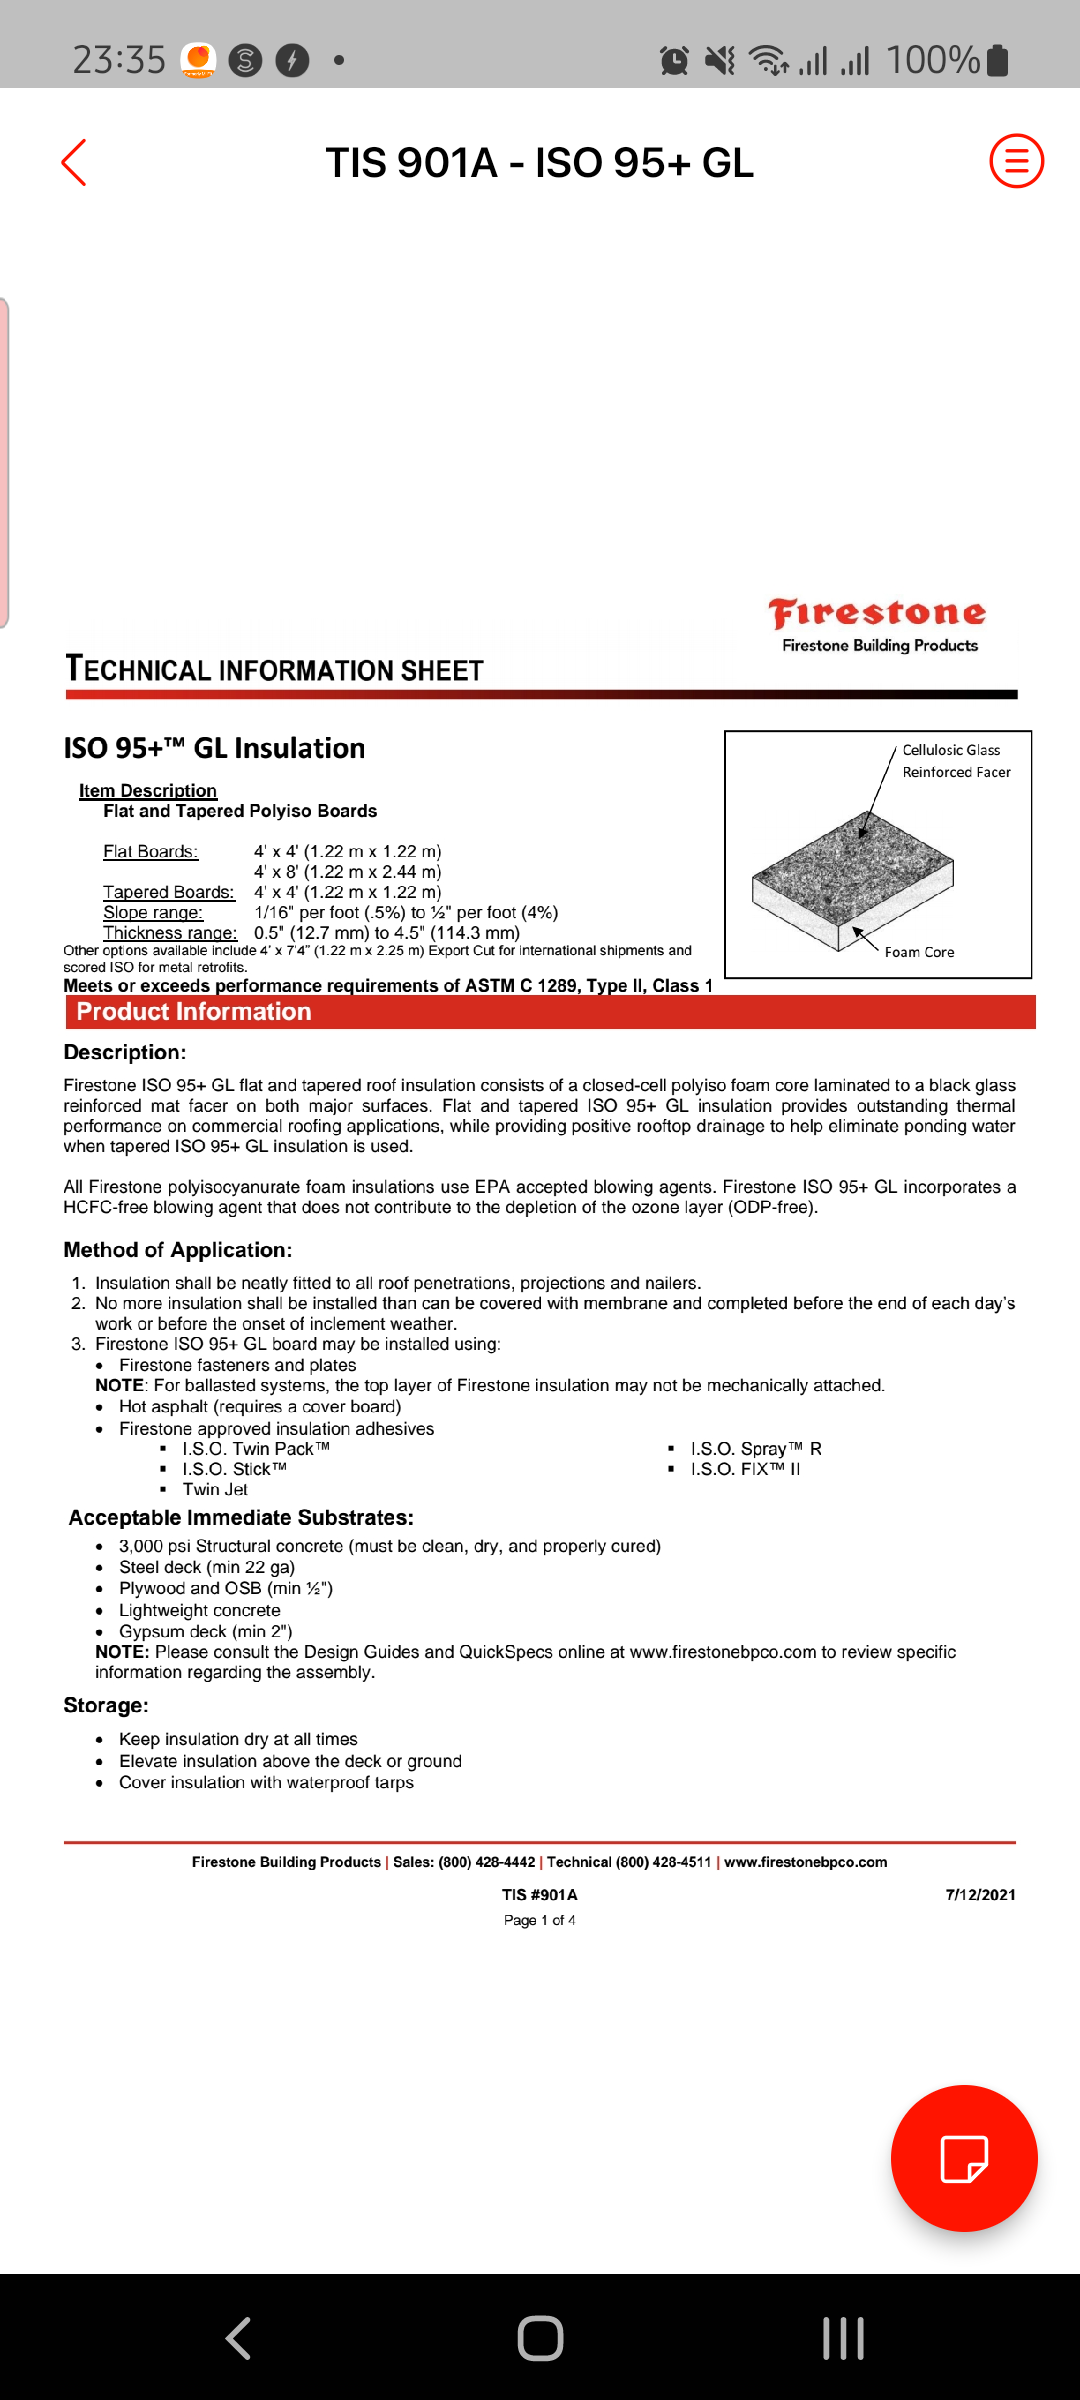 23:35
100%
TIS 901A - ISO 95+ GL
Firestone
Firestone Building Products
TECHNICAL INFORMATION SHEET
ISO 95+™ GL Insulation
Cellulosic Glass
Reinforced Facer
Foam Core
Item Description
Flat and Tapered Polyiso Boards
Flat Boards: 4' x 4' (1.22 m x 1.22 m)
4' x 8' (1.22 m x 2.44 m)
Tapered Boards: 4' x 4' (1.22 m x 1.22 m)
Slope range: 1/16" per foot (.5%) to ½" per foot (4%)
Thickness range: 0.5" (12.7 mm) to 4.5" (114.3 mm)
Other options available include 4' x 7'4" (1.22 m x 2.25 m) Export Cut for international shipments and
scored ISO for metal retrofits.
Meets or exceeds performance requirements of ASTM C 1289, Type II, Class 1
Product Information
Description:
Firestone ISO 95+ GL flat and tapered roof insulation consists of a closed-cell polyiso foam core laminated to a black glass
reinforced mat facer on both major surfaces. Flat and tapered ISO 95+ GL insulation provides outstanding thermal
performance on commercial roofing applications, while providing positive rooftop drainage to help eliminate ponding water
when tapered ISO 95+ GL insulation is used.
All Firestone polyisocyanurate foam insulations use EPA accepted blowing agents. Firestone ISO 95+ GL incorporates a
HCFC-free blowing agent that does not contribute to the depletion of the ozone layer (ODP-free).
Method of Application:
1. Insulation shall be neatly fitted to all roof penetrations, projections and nailers.
2. No more insulation shall be installed than can be covered with membrane and completed before the end of each day's
work or before the onset of inclement weather.
3. Firestone ISO 95+ GL board may be installed using:
• Firestone fasteners and plates
NOTE: For ballasted systems, the top layer of Firestone insulation may not be mechanically attached.
• Hot asphalt (requires a cover board)
• Firestone approved insulation adhesives
▪ I.S.O. Twin Pack™ ▪ I.S.O. Spray™ R
▪ I.S.O. Stick™ ▪ I.S.O. FIX™ II
▪ Twin Jet
Acceptable Immediate Substrates:
• 3,000 psi Structural concrete (must be clean, dry, and properly cured)
• Steel deck (min 22 ga)
• Plywood and OSB (min ½")
• Lightweight concrete
• Gypsum deck (min 2")
NOTE: Please consult the Design Guides and QuickSpecs online at www.firestonebpco.com to review specific
information regarding the assembly.
Storage:
• Keep insulation dry at all times
• Elevate insulation above the deck or ground
• Cover insulation with waterproof tarps
Firestone Building Products | Sales: (800) 428-4442 | Technical (800) 428-4511 | www.firestonebpco.com
TIS #901A 7/12/2021
Page 1 of 4